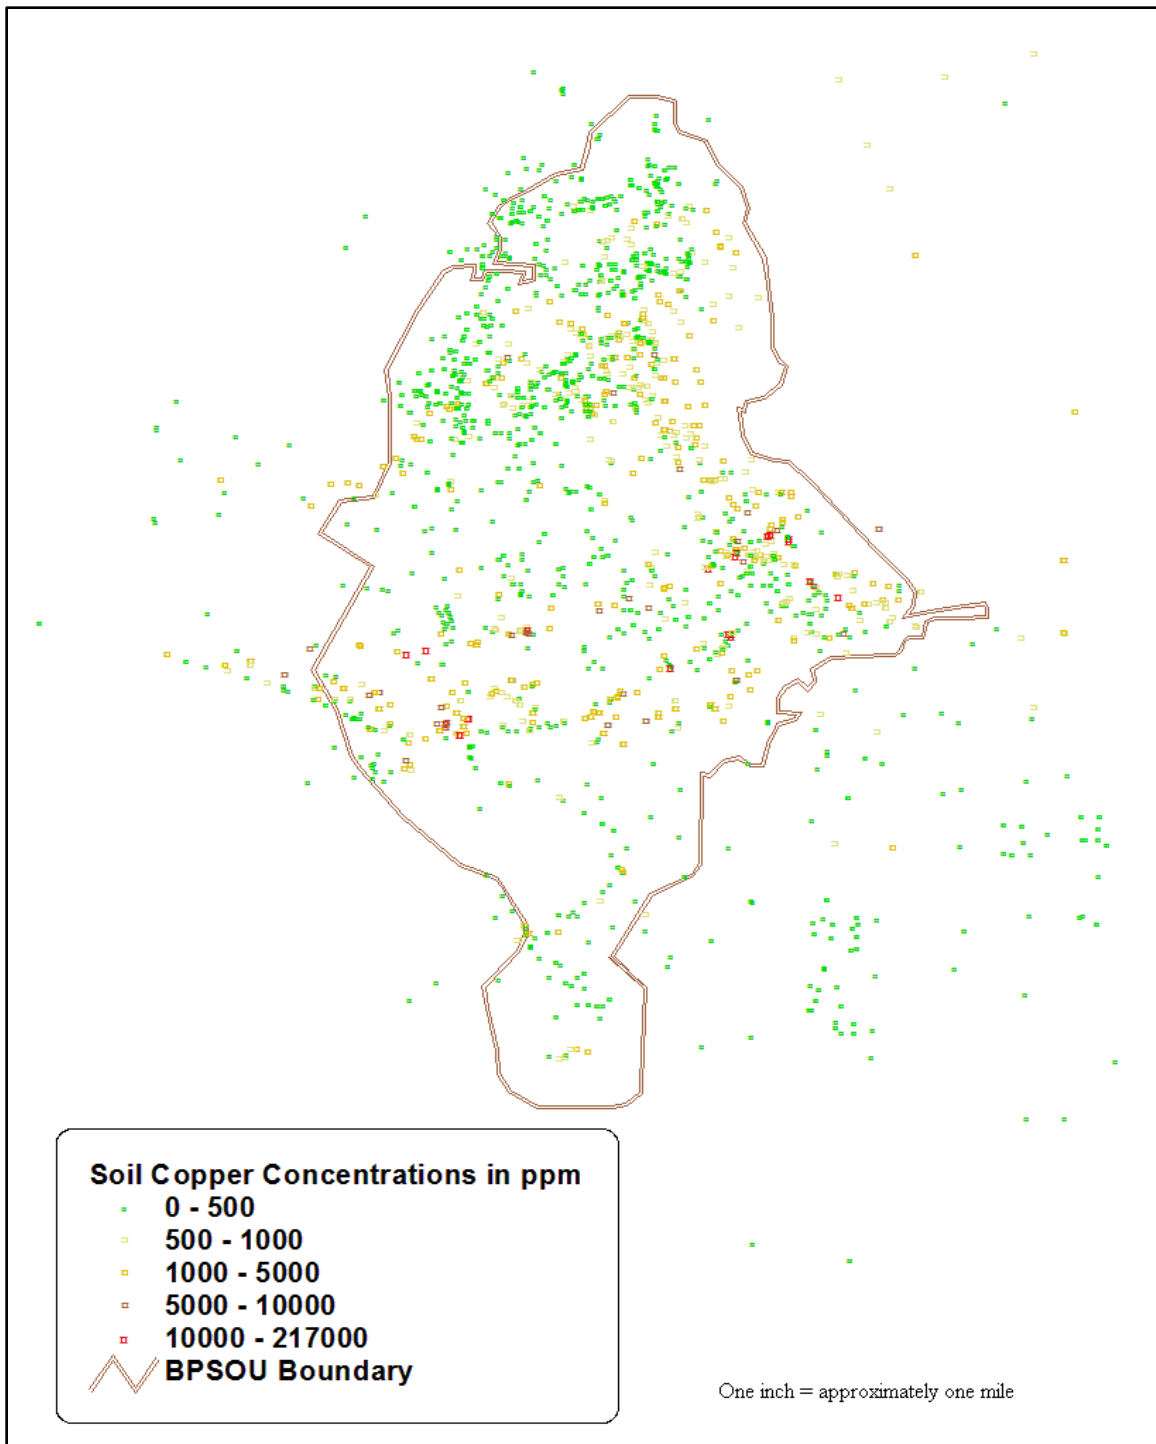 Soil Copper Concentrations in ppm
0 - 500
500 - 1000
1000 - 5000
5000 - 10000
10000 - 217000
BPSOU Boundary
One inch = approximately one mile